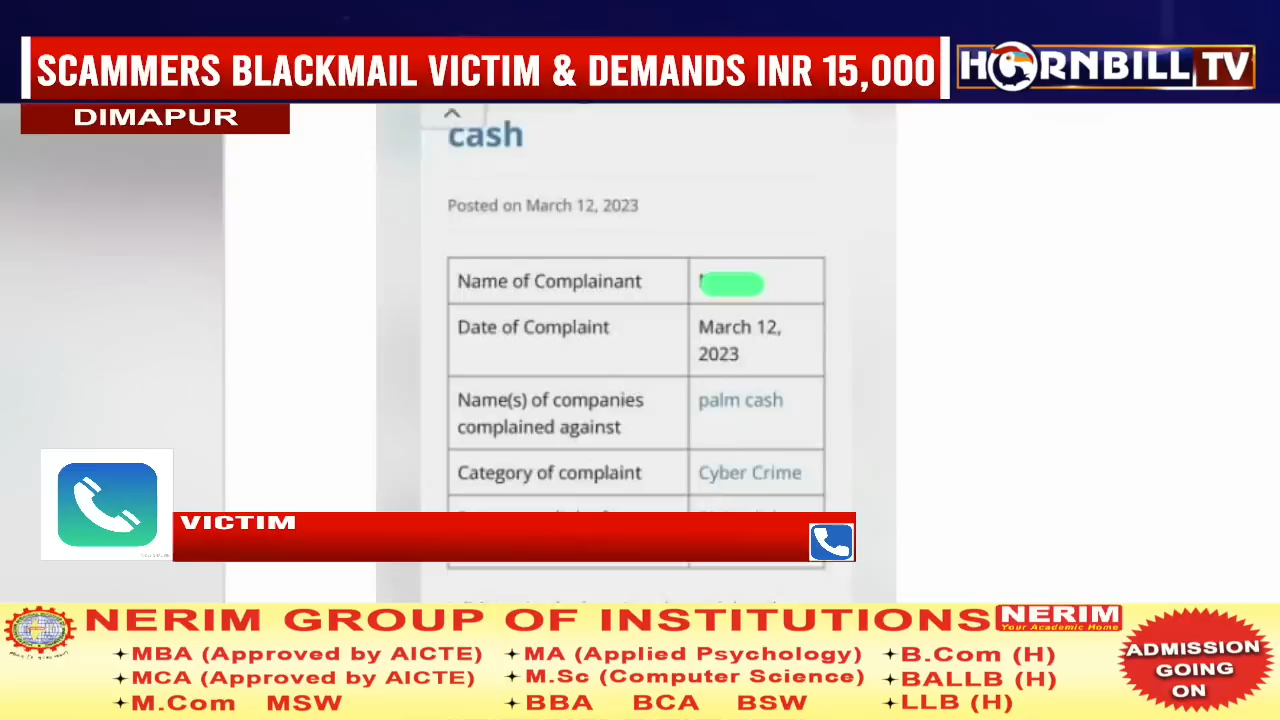 SCAMMERS BLACKMAIL VICTIM & DEMANDS INR 15,000
HORNBILL TV
DIMAPUR
cash
Posted on March 12, 2023
Name of Complainant
Date of Complaint
March 12,
2023
Name(s) of companies
complained against
palm cash
Category of complaint
Cyber Crime
VICTIM
NERIM GROUP OF INSTITUTIONS
NERIM
Your Academic Home
MBA (Approved by AICTE)
MCA (Approved by AICTE)
M.Com MSW
MA (Applied Psychology)
M.Sc (Computer Science)
BBA BCA BSW
B.Com (H)
BALLB (H)
LLB (H)
ADMISSION
GOING
ON